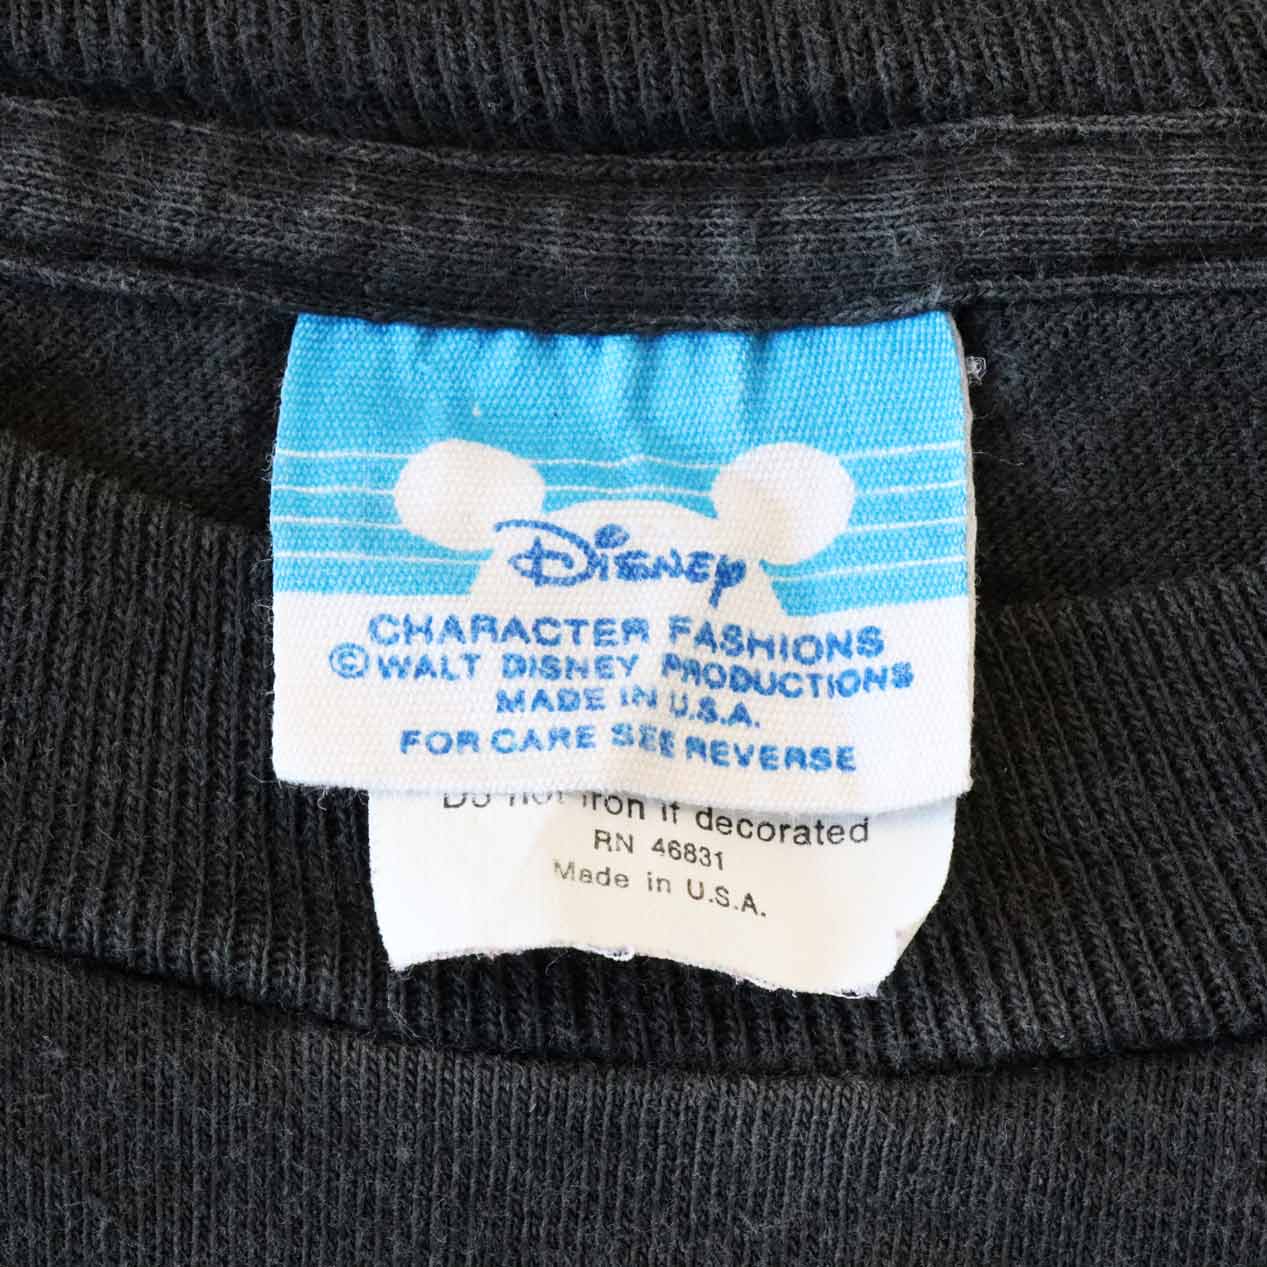 Disney
CHARACTER FASHIONS
©WALT DISNEY PRODUCTIONS
MADE IN U.S.A.
FOR CARE SEE REVERSE
Do not iron if decorated
RN 46831
Made in U.S.A.